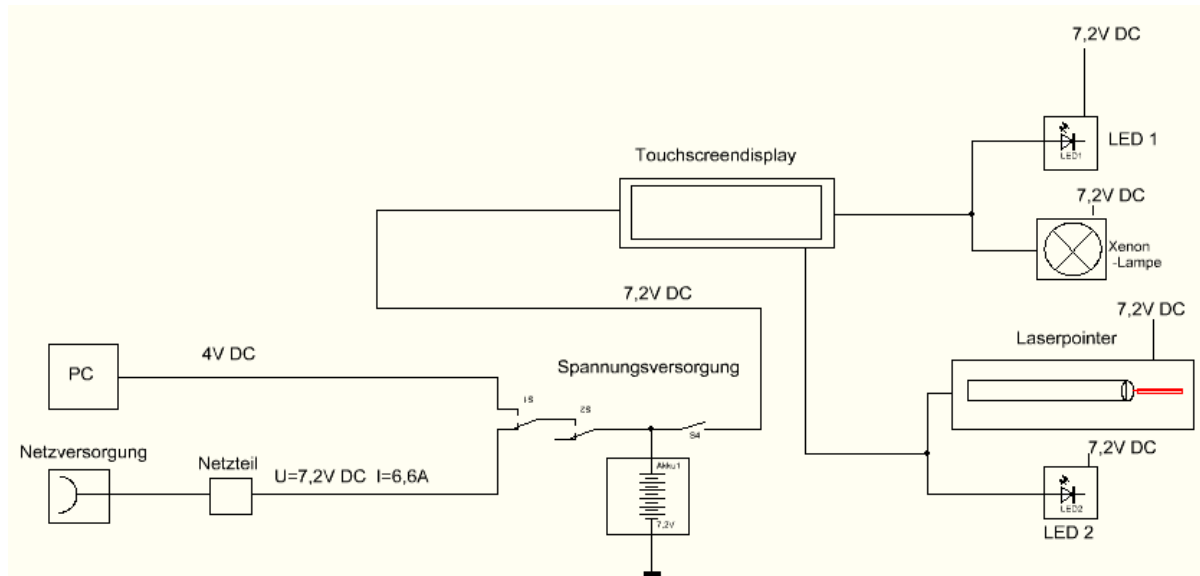 7,2V DC
LED 1
LED1
Touchscreendisplay
7,2V DC
Xenon
-Lampe
7,2V DC
7,2V DC
Laserpointer
4V DC
PC
Spannungsversorgung
S1
S2
S4
Netzversorgung
Netzteil
U=7,2V DC I=6,6A
Akku1
7,2V
7,2V DC
LED2
LED 2